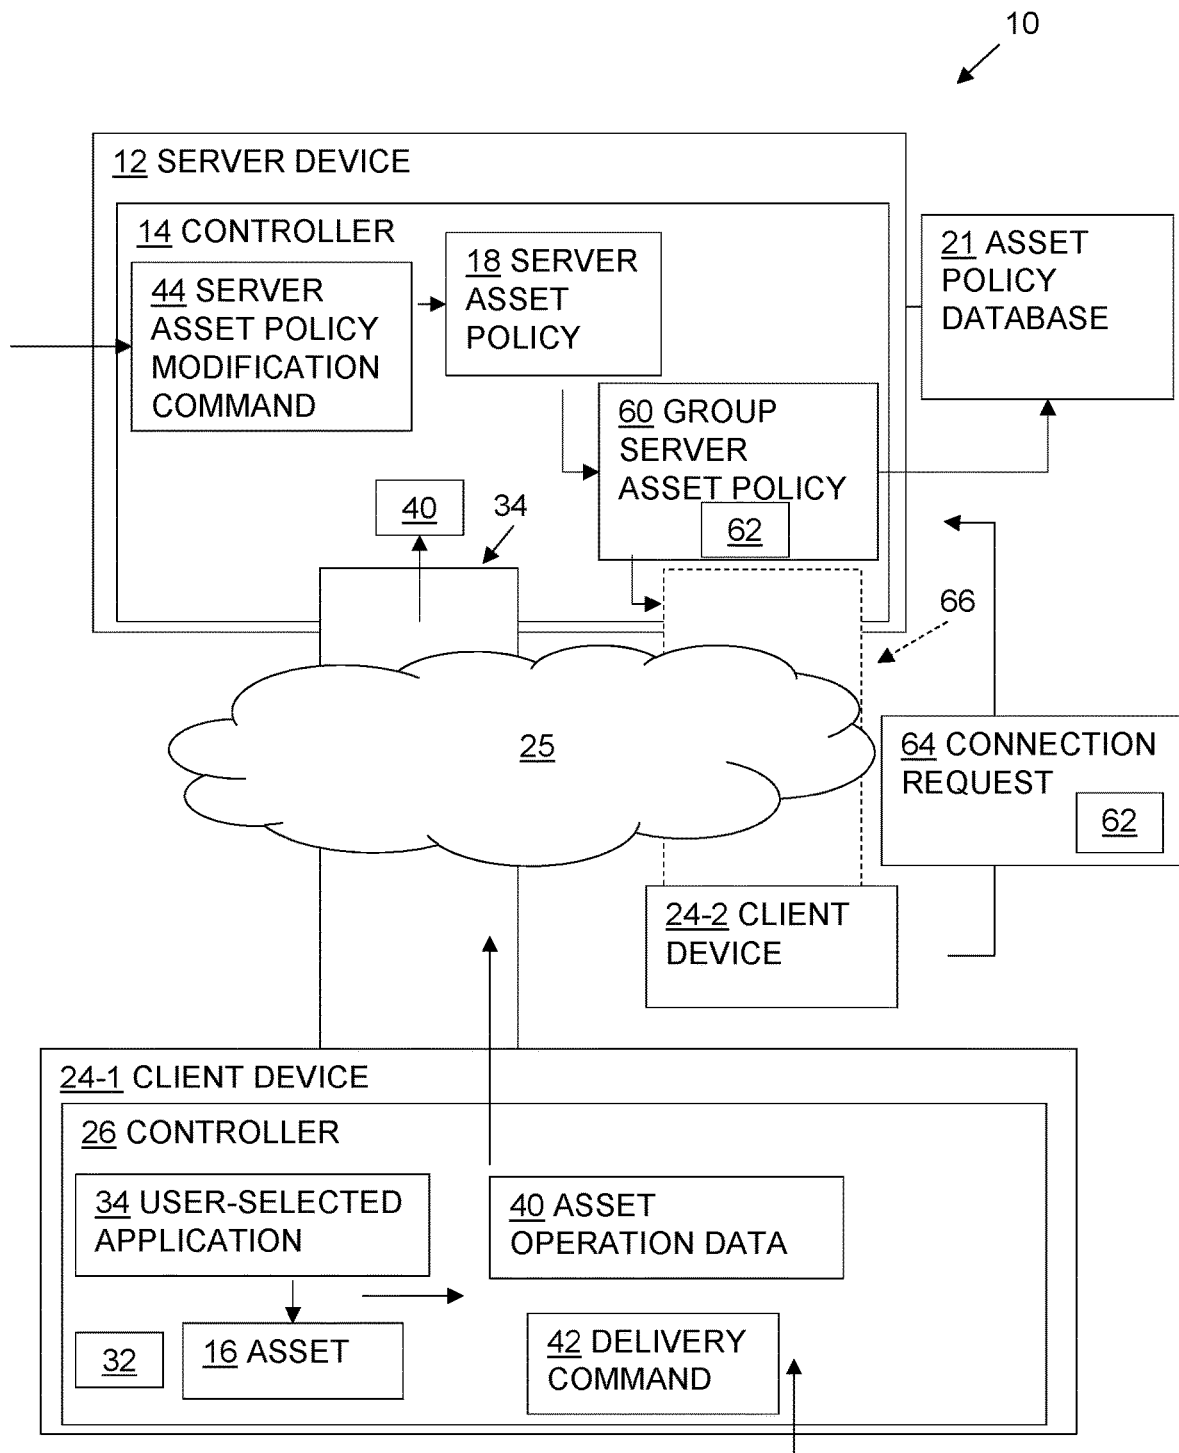 10
12 SERVER DEVICE
14 CONTROLLER
44 SERVER
ASSET POLICY
MODIFICATION
COMMAND
18 SERVER
ASSET
POLICY
21 ASSET
POLICY
DATABASE
60 GROUP
SERVER
ASSET POLICY
62
40
34
66
25
64 CONNECTION
REQUEST
62
24-2 CLIENT
DEVICE
24-1 CLIENT DEVICE
26 CONTROLLER
34 USER-SELECTED
APPLICATION
40 ASSET
OPERATION DATA
32
16 ASSET
42 DELIVERY
COMMAND